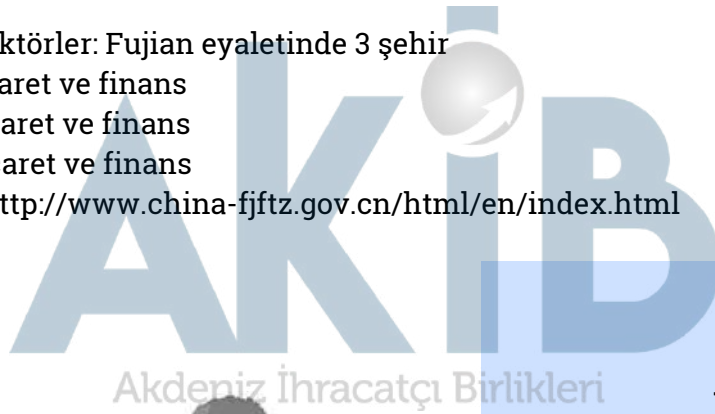 ktörler: Fujian eyaletinde 3 şehir
aret ve finans
aret ve finans
aret ve finans
ttp://www.china-fjftz.gov.cn/html/en/index.html
AKİB
Akdeniz İhracatçı Birlikleri